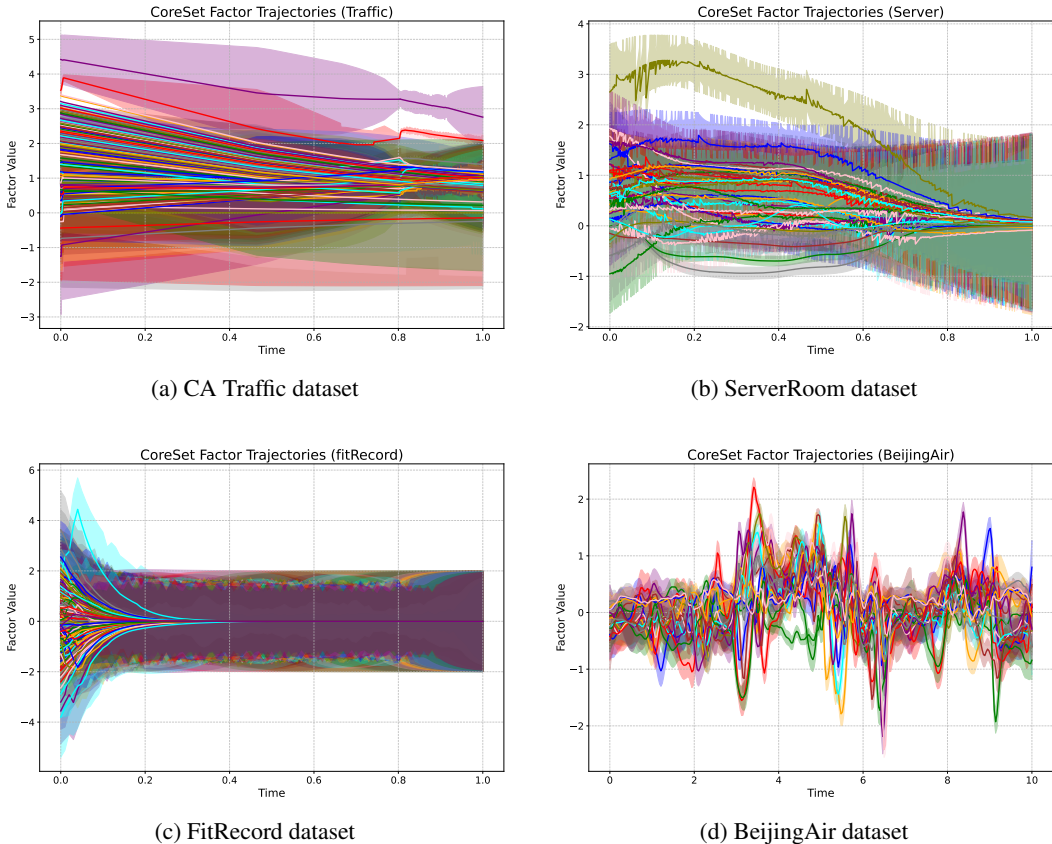 CoreSet Factor Trajectories (Traffic)
Factor Value
5
4
3
2
1
0
−1
−2
−3
0.0 0.2 0.4 0.6 0.8 1.0
Time
(a) CA Traffic dataset
CoreSet Factor Trajectories (Server)
Factor Value
4
3
2
1
0
−1
−2
0.0 0.2 0.4 0.6 0.8 1.0
Time
(b) ServerRoom dataset
CoreSet Factor Trajectories (fitRecord)
Factor Value
6
4
2
0
−2
−4
0.0 0.2 0.4 0.6 0.8 1.0
Time
(c) FitRecord dataset
CoreSet Factor Trajectories (BeijingAir)
Factor Value
2
1
0
−1
−2
0 2 4 6 8 10
Time
(d) BeijingAir dataset